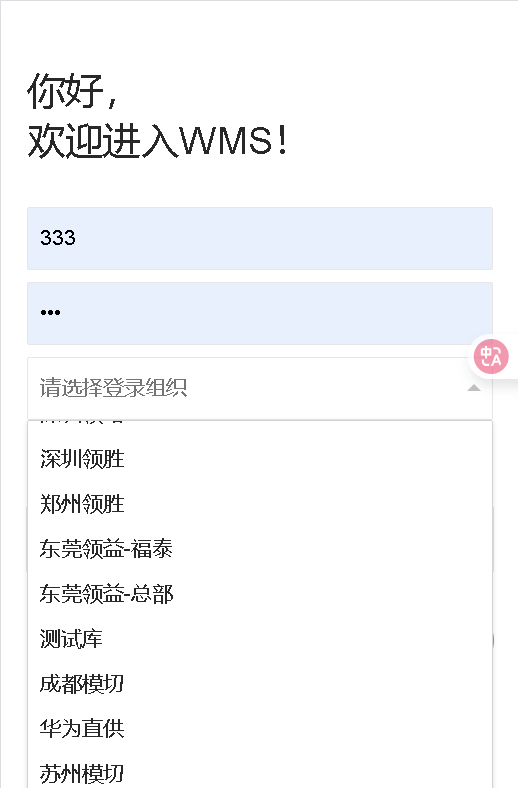 你好，
欢迎进入WMS！
333
•••
请选择登录组织
深圳领胜
郑州领胜
东莞领益-福泰
东莞领益-总部
测试库
成都模切
华为直供
苏州模切